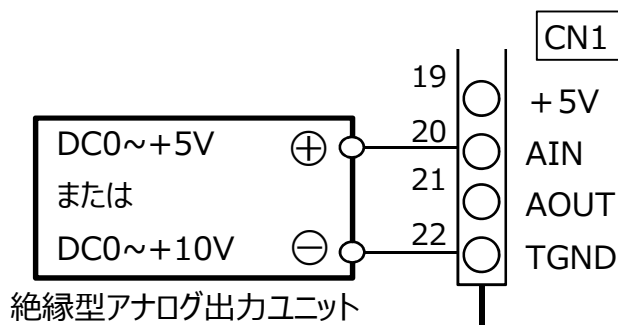 CN1
19
+5V
DC0~+5V
⊕
20
AIN
または
21
AOUT
DC0~+10V
⊖
22
TGND
絶縁型アナログ出力ユニット